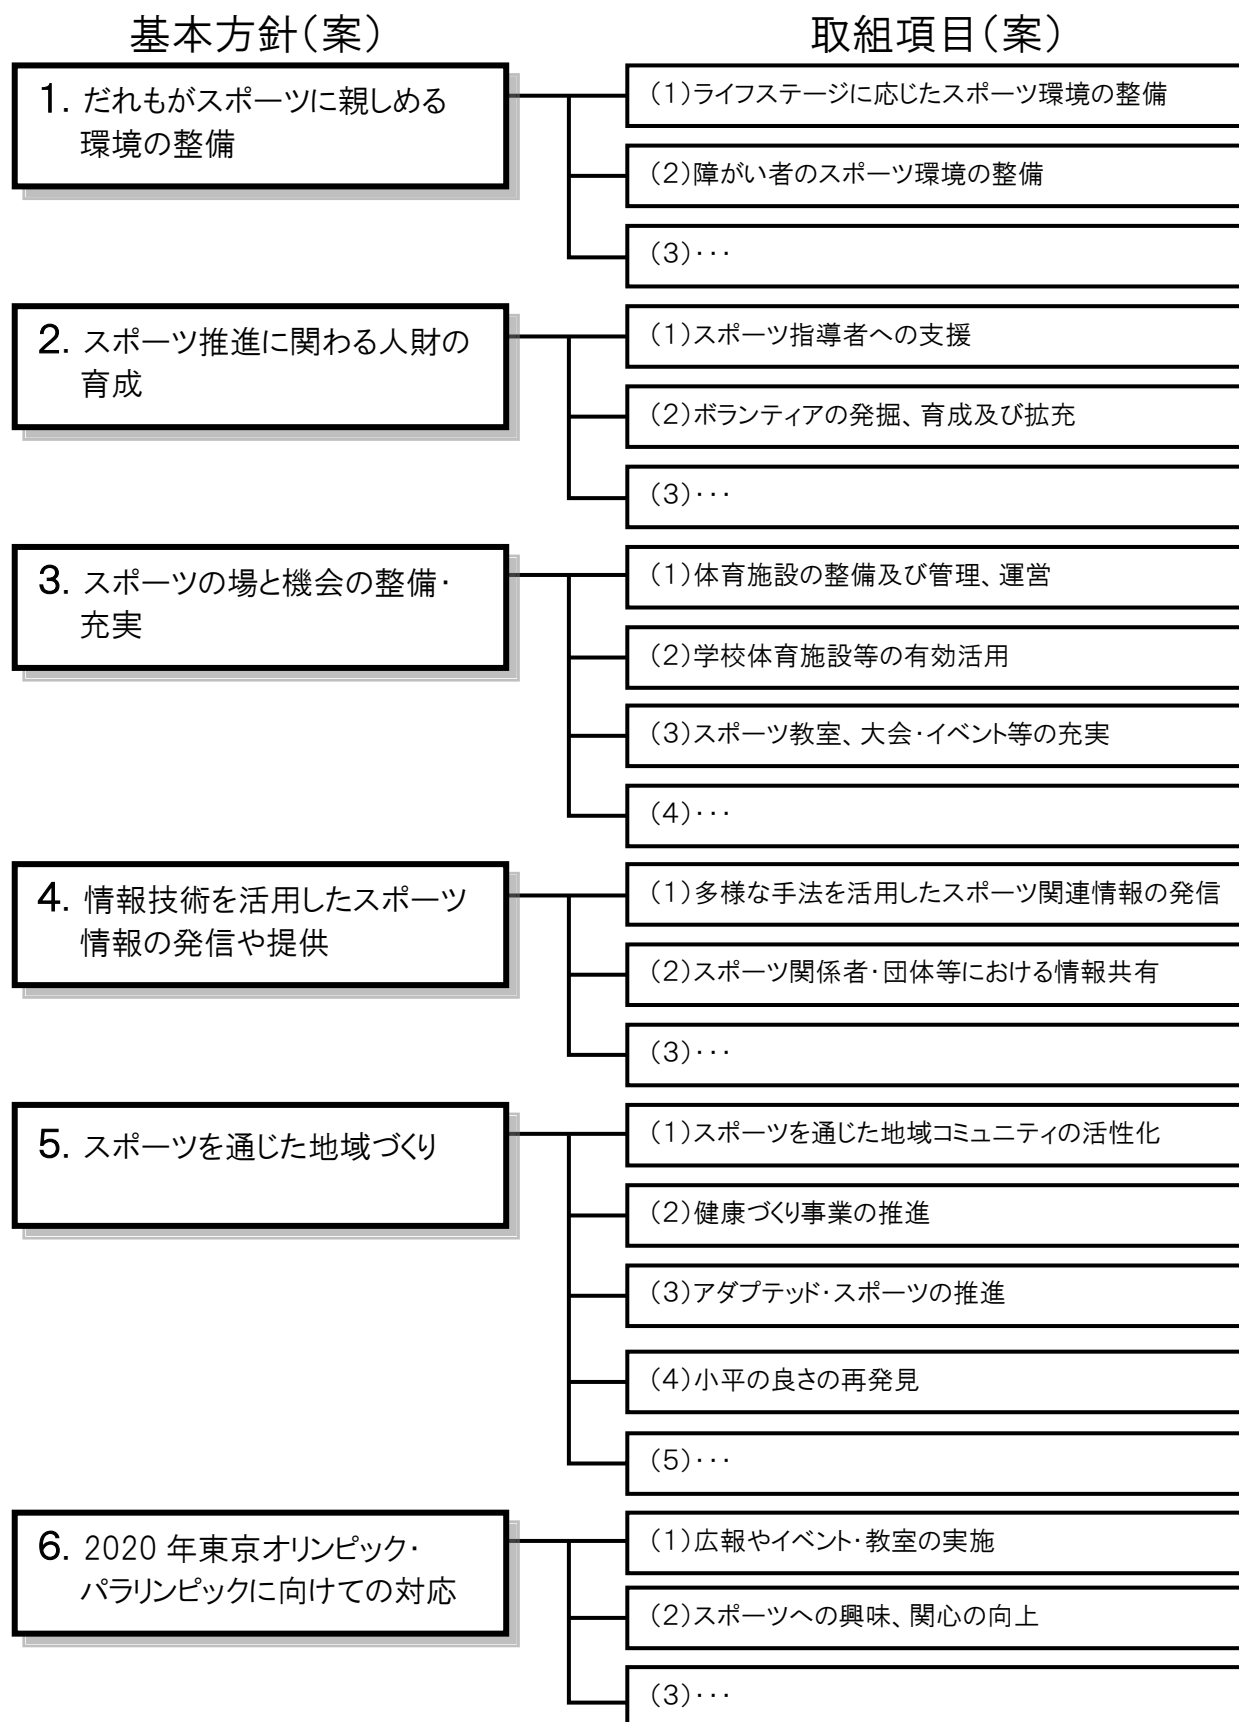 基本方針（案）
取組項目（案）
1．だれもがスポーツに親しめる
環境の整備
（1）ライフステージに応じたスポーツ環境の整備
（2）障がい者のスポーツ環境の整備
（3）・・・
2．スポーツ推進に関わる人財の
育成
（1）スポーツ指導者への支援
（2）ボランティアの発掘、育成及び拡充
（3）・・・
3．スポーツの場と機会の整備・
充実
（1）体育施設の整備及び管理、運営
（2）学校体育施設等の有効活用
（3）スポーツ教室、大会・イベント等の充実
（4）・・・
4．情報技術を活用したスポーツ
情報の発信や提供
（1）多様な手法を活用したスポーツ関連情報の発信
（2）スポーツ関係者・団体等における情報共有
（3）・・・
5．スポーツを通じた地域づくり
（1）スポーツを通じた地域コミュニティの活性化
（2）健康づくり事業の推進
（3）アダプテッド・スポーツの推進
（4）小平の良さの再発見
（5）・・・
6．2020 年東京オリンピック・
パラリンピックに向けての対応
（1）広報やイベント・教室の実施
（2）スポーツへの興味、関心の向上
（3）・・・